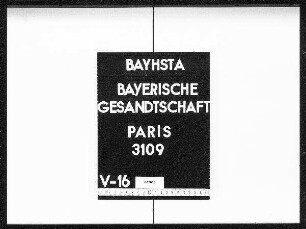 BAYHSTA
BAYERISCHE
GESANDTSCHAFT
PARIS
3109
V-16